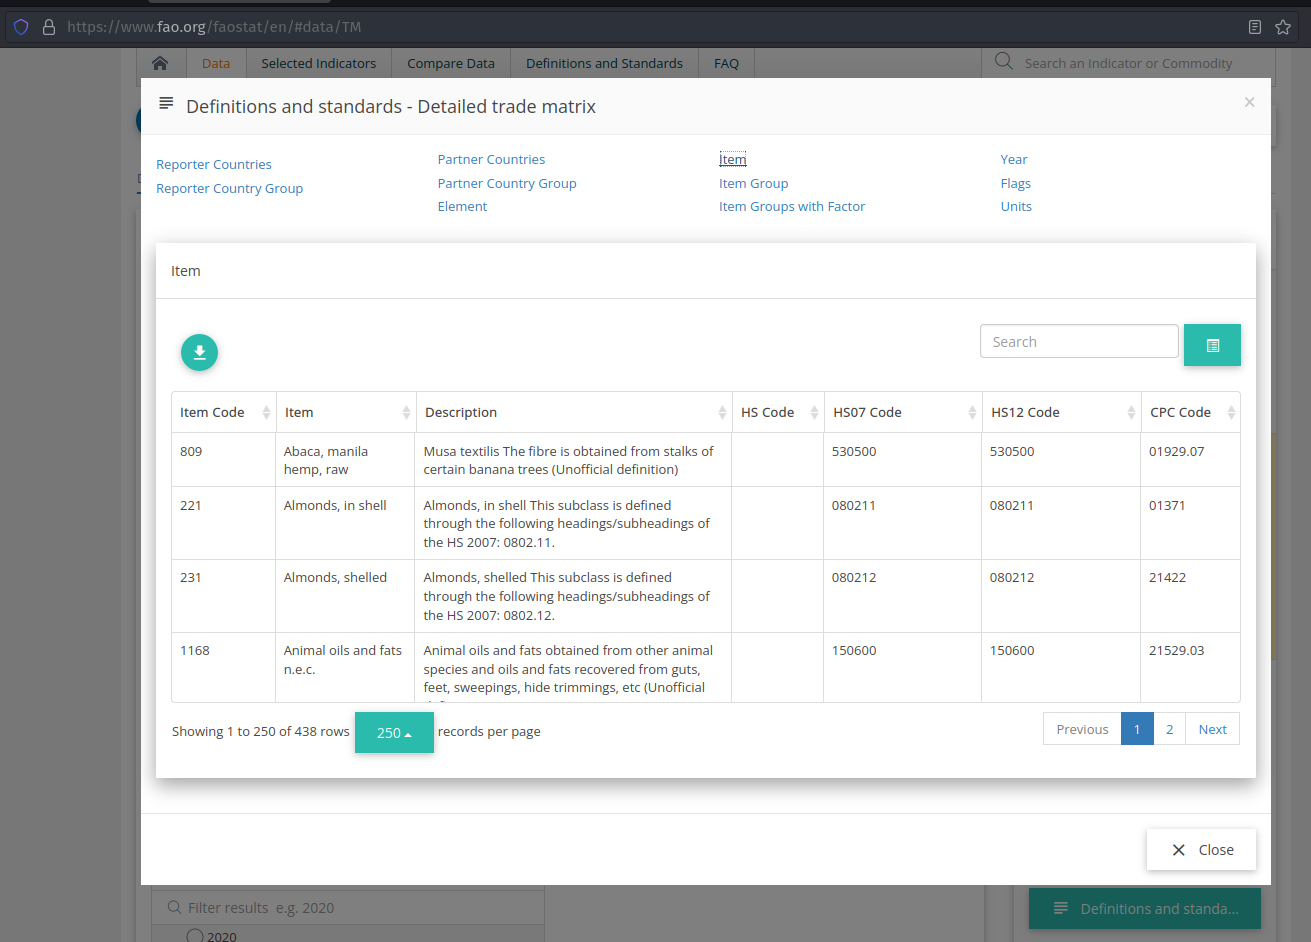 https://www.fao.org/faostat/en/#data/TM
Data Selected Indicators Compare Data Definitions and Standards FAQ Search an Indicator or Commodity
Definitions and standards - Detailed trade matrix ×
Reporter Countries Partner Countries Item Year
Reporter Country Group Partner Country Group Item Group Flags
Element Item Groups with Factor Units
Item
Search
Item Code Item Description HS Code HS07 Code HS12 Code CPC Code
809 Abaca, manila Musa textilis The fibre is obtained from stalks of 530500 530500 01929.07
hemp, raw certain banana trees (Unofficial definition)
221 Almonds, in shell Almonds, in shell This subclass is defined 080211 080211 01371
through the following headings/subheadings of
the HS 2007: 0802.11.
231 Almonds, shelled Almonds, shelled This subclass is defined 080212 080212 21422
through the following headings/subheadings of
the HS 2007: 0802.12.
1168 Animal oils and fats Animal oils and fats obtained from other animal 150600 150600 21529.03
n.e.c. species and oils and fats recovered from guts,
feet, sweepings, hide trimmings, etc (Unofficial
Showing 1 to 250 of 438 rows 250 records per page Previous 1 2 Next
Close
Filter results e.g. 2020 Definitions and standa...
2020